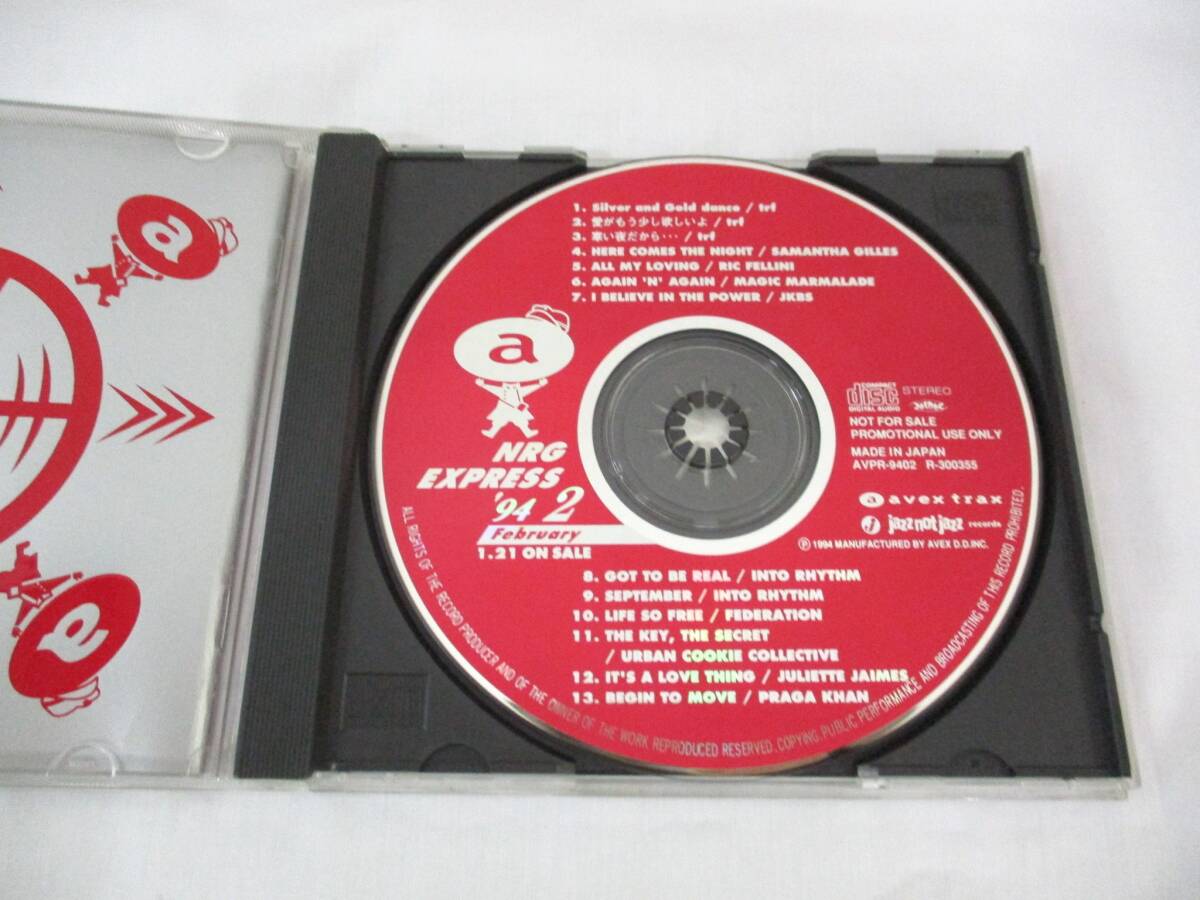 1. Silver and Gold dance / trf
2. 愛がもう少し欲しいよ / trf
3. 寒い夜だから・・・ / trf
4. HERE COMES THE NIGHT / SAMANTHA GILLES
5. ALL MY LOVING / RIC FELLINI
6. AGAIN 'N' AGAIN / MAGIC MARMALADE
7. I BELIEVE IN THE POWER / JKBS
a
NRG
EXPRESS
'94 2
February
1.21 ON SALE
COMPACT
disc
DIGITAL AUDIO
STEREO
NOT FOR SALE
PROMOTIONAL USE ONLY
MADE IN JAPAN
AVPR-9402 R-300355
a avex trax
j jazz not jazz records
Ⓟ 1994 MANUFACTURED BY AVEX D.D.INC.
8. GOT TO BE REAL / INTO RHYTHM
9. SEPTEMBER / INTO RHYTHM
10. LIFE SO FREE / FEDERATION
11. THE KEY, THE SECRET
/ URBAN COOKIE COLLECTIVE
12. IT'S A LOVE THING / JULIETTE JAIMES
13. BEGIN TO MOVE / PRAGA KHAN
ALL RIGHTS OF THE RECORD PRODUCER AND OF THE OWNER OF THE WORK REPRODUCED RESERVED. COPYING, PUBLIC PERFORMANCE AND BROADCASTING OF THIS RECORD PROHIBITED.
a
a